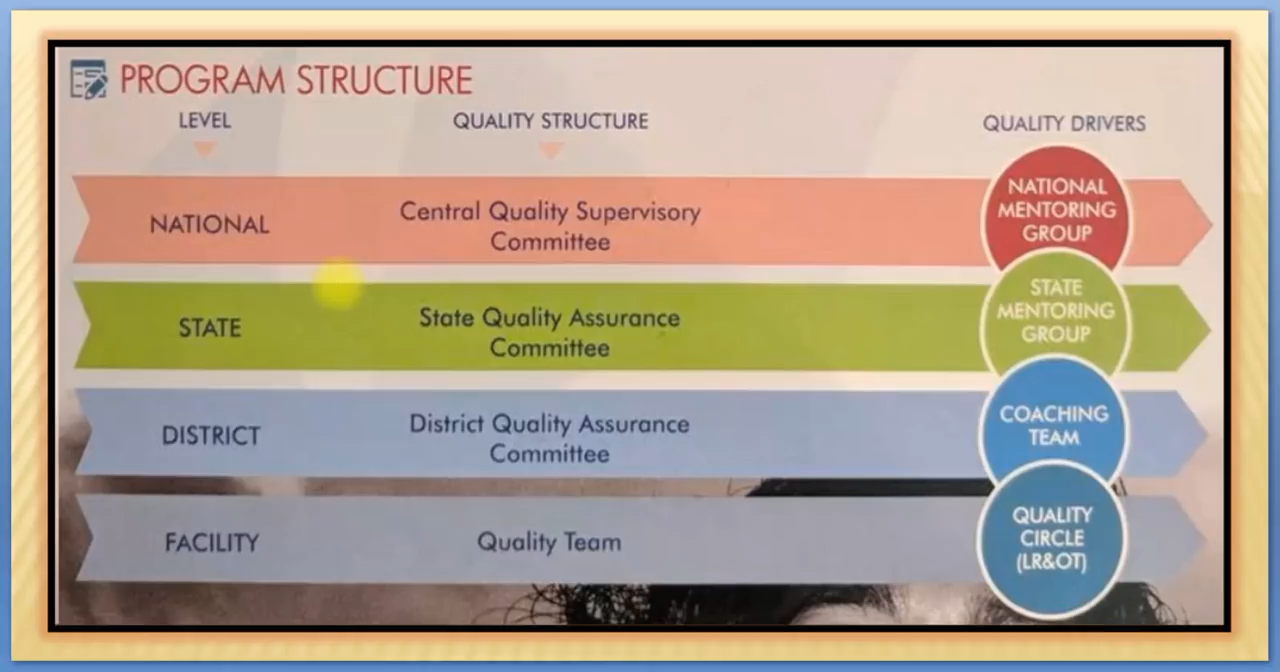 PROGRAM STRUCTURE
LEVEL
QUALITY STRUCTURE
QUALITY DRIVERS
NATIONAL
Central Quality Supervisory
Committee
NATIONAL
MENTORING
GROUP
STATE
State Quality Assurance
Committee
STATE
MENTORING
GROUP
DISTRICT
District Quality Assurance
Committee
COACHING
TEAM
FACILITY
Quality Team
QUALITY
CIRCLE
(LR&OT)